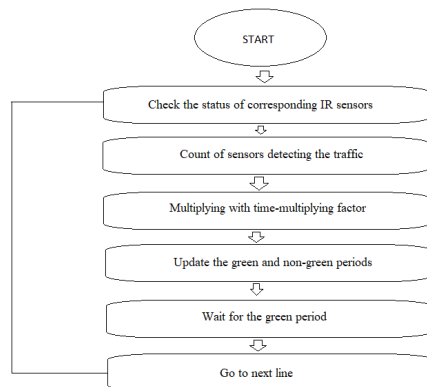 START
Check the status of corresponding IR sensors
Count of sensors detecting the traffic
Multiplying with time-multiplying factor
Update the green and non-green periods
Wait for the green period
Go to next line